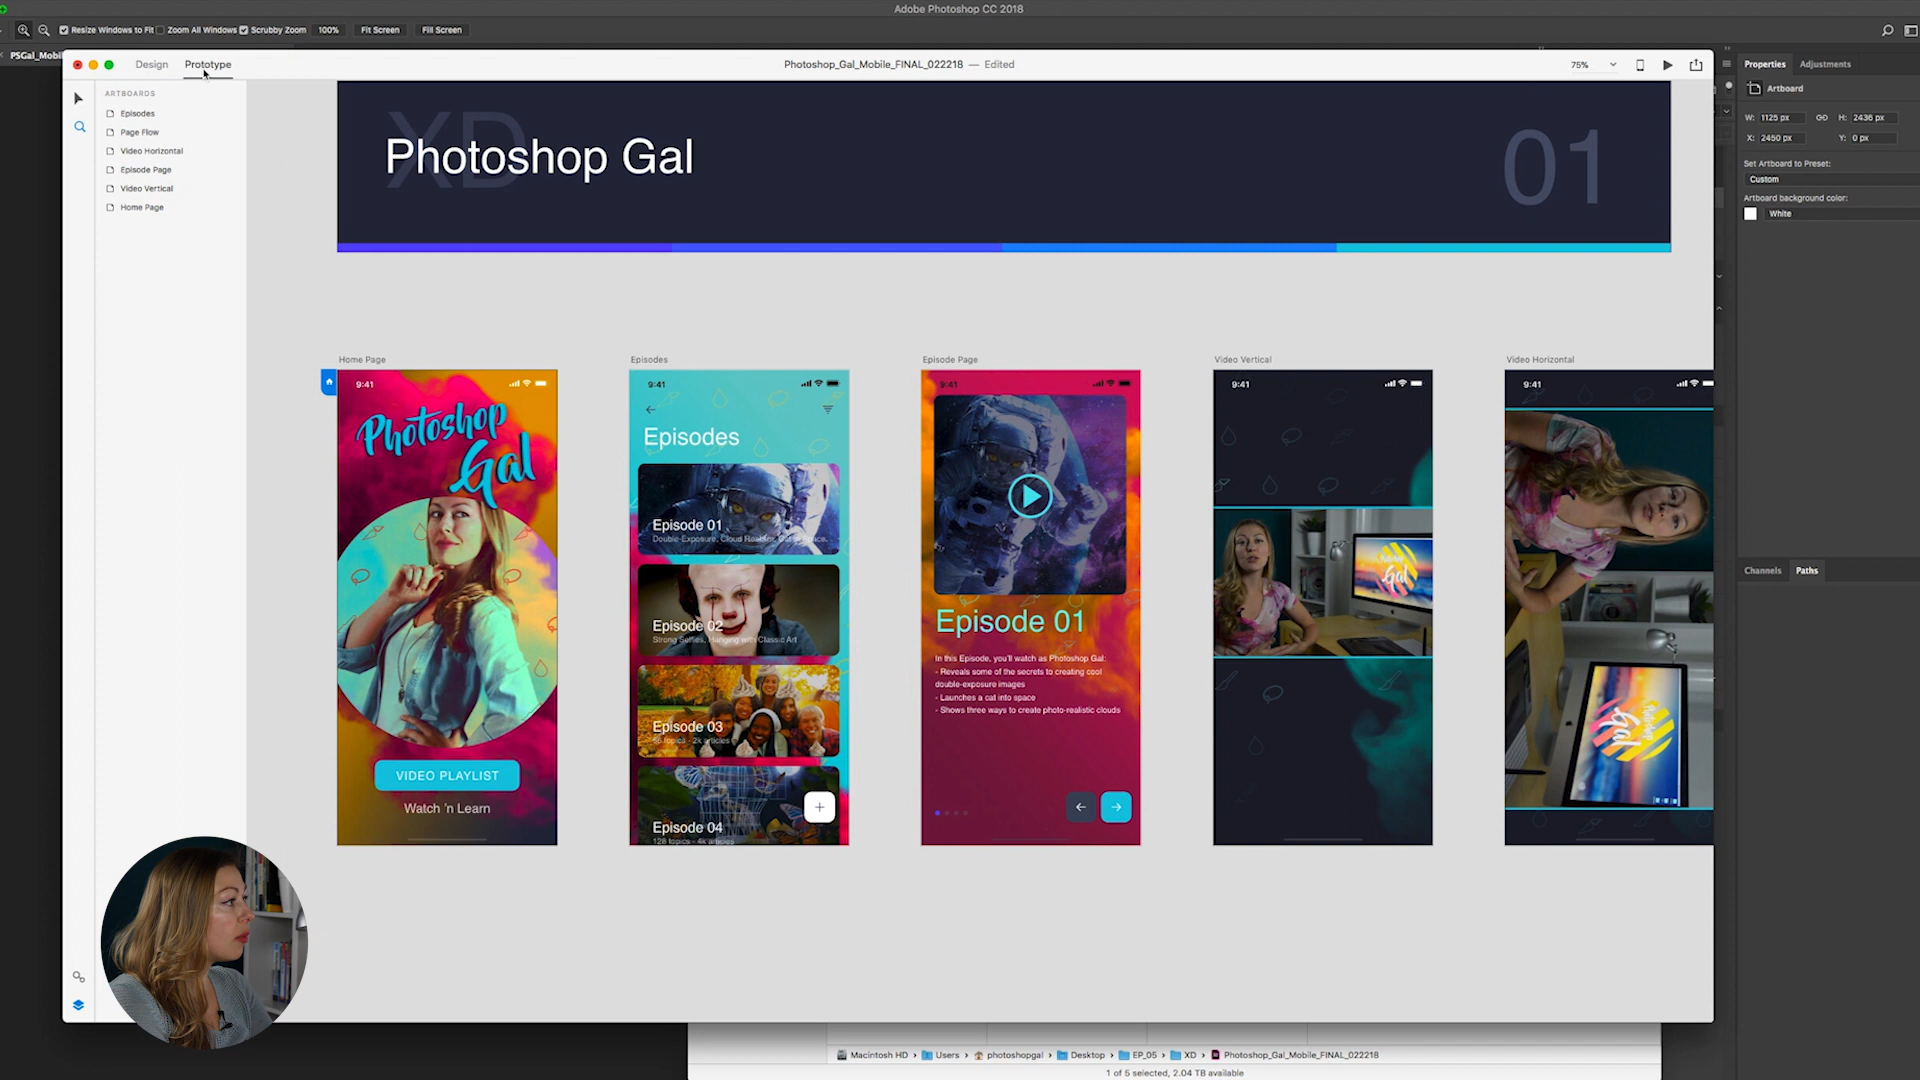 Adobe Photoshop CC 2018
Resize Windows to Fit
Zoom All Windows
Scrubby Zoom
100%
Fit Screen
Fill Screen
PSGal_Mobil
Design
Prototype
Photoshop_Gal_Mobile_FINAL_022218 — Edited
75%
Properties
Adjustments
Artboard
W: 1125 px
H: 2436 px
X: 2450 px
Y: 0 px
Set Artboard to Preset:
Custom
Artboard background color:
White
Channels
Paths
ARTBOARDS
Episodes
Page Flow
Video Horizontal
Episode Page
Video Vertical
Home Page
XD
Photoshop Gal
01
Home Page
Episodes
Episode Page
Video Vertical
Video Horizontal
9:41
Photoshop
Gal
VIDEO PLAYLIST
Watch 'n Learn
9:41
Episodes
Episode 01
Double-Exposure, Cloud Realism, Cat in Space.
Episode 02
Strong Selfies, Hanging with Classic Art
Episode 03
topics - 2k articles
Episode 04
128 topics - 4k articles
9:41
Episode 01
In this Episode, you'll watch as Photoshop Gal:
- Reveals some of the secrets to creating cool
double-exposure images
- Launches a cat into space
- Shows three ways to create photo-realistic clouds
9:41
Gal
9:41
Photoshop
Gal
Macintosh HD › Users › photoshopgal › Desktop › EP_05 › XD › Photoshop_Gal_Mobile_FINAL_022218
1 of 5 selected, 2.04 TB available